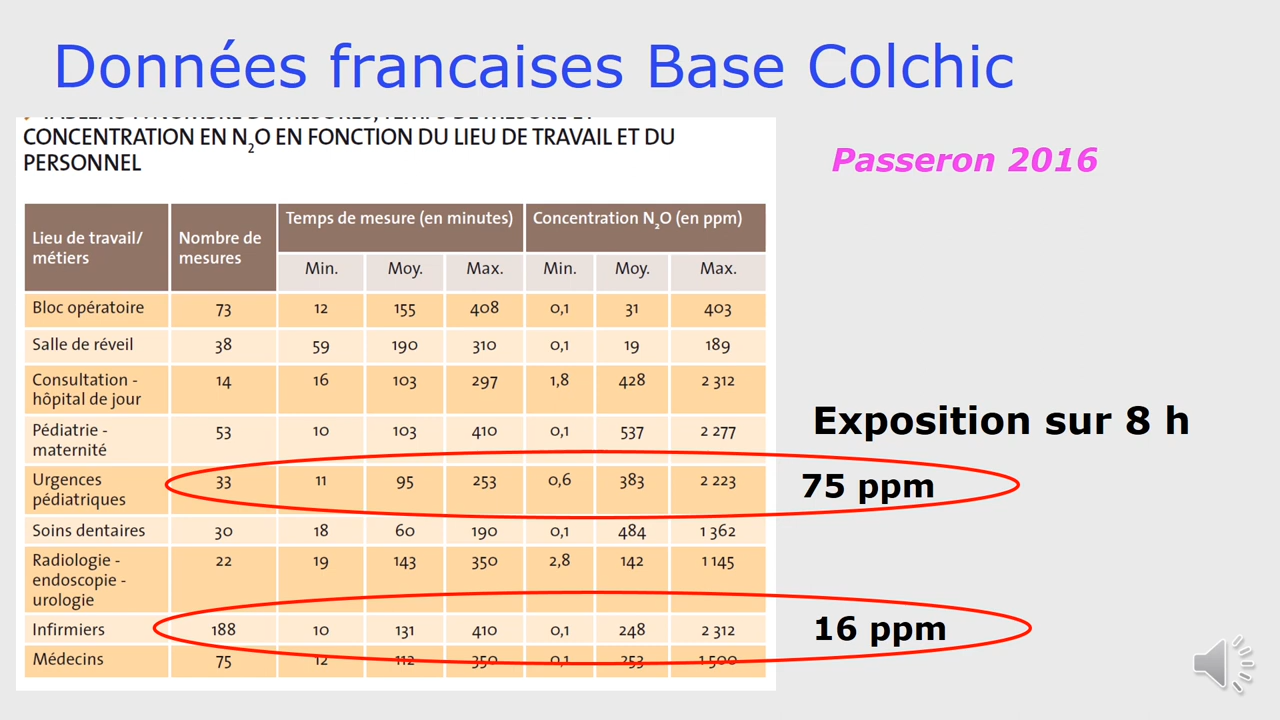 Données francaises Base Colchic
CONCENTRATION EN N₂O EN FONCTION DU LIEU DE TRAVAIL ET DU
PERSONNEL
Passeron 2016
Lieu de travail/
métiers
Nombre de
mesures
Temps de mesure (en minutes)
Concentration N₂O (en ppm)
Min. Moy. Max. Min. Moy. Max.
Bloc opératoire 73 12 155 408 0,1 31 403
Salle de réveil 38 59 190 310 0,1 19 189
Consultation -
hôpital de jour 14 16 103 297 1,8 428 2 312
Pédiatrie -
maternité 53 10 103 410 0,1 537 2 277
Urgences
pédiatriques 33 11 95 253 0,6 383 2 223
Soins dentaires 30 18 60 190 0,1 484 1 362
Radiologie -
endoscopie -
urologie 22 19 143 350 2,8 142 1 145
Infirmiers 188 10 131 410 0,1 248 2 312
Médecins 75 12 112 350 0,1 253 1 500
Exposition sur 8 h
75 ppm
16 ppm